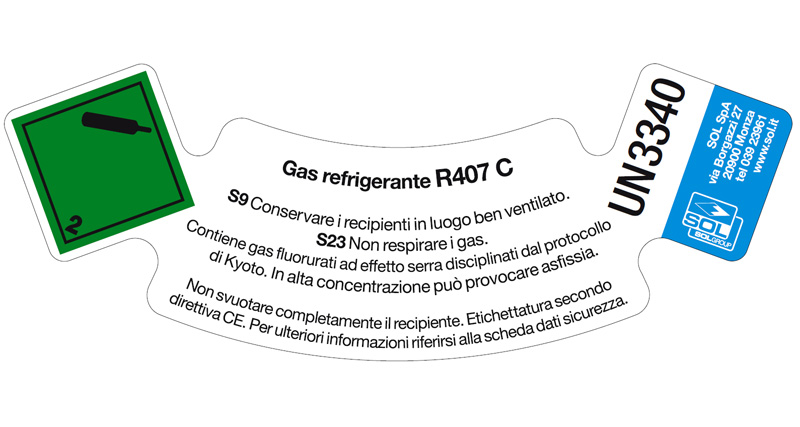 2
Gas refrigerante R407 C
S9 Conservare i recipienti in luogo ben ventilato.
S23 Non respirare i gas.
Contiene gas fluorurati ad effetto serra disciplinati dal protocollo
di Kyoto. In alta concentrazione può provocare asfissia.
Non svuotare completamente il recipiente. Etichettatura secondo
direttiva CE. Per ulteriori informazioni riferirsi alla scheda dati sicurezza.
UN3340
SOL SpA
via Borgazzi 27
20900 Monza
tel 039 23961
www.sol.it
SOL
SOLGROUP